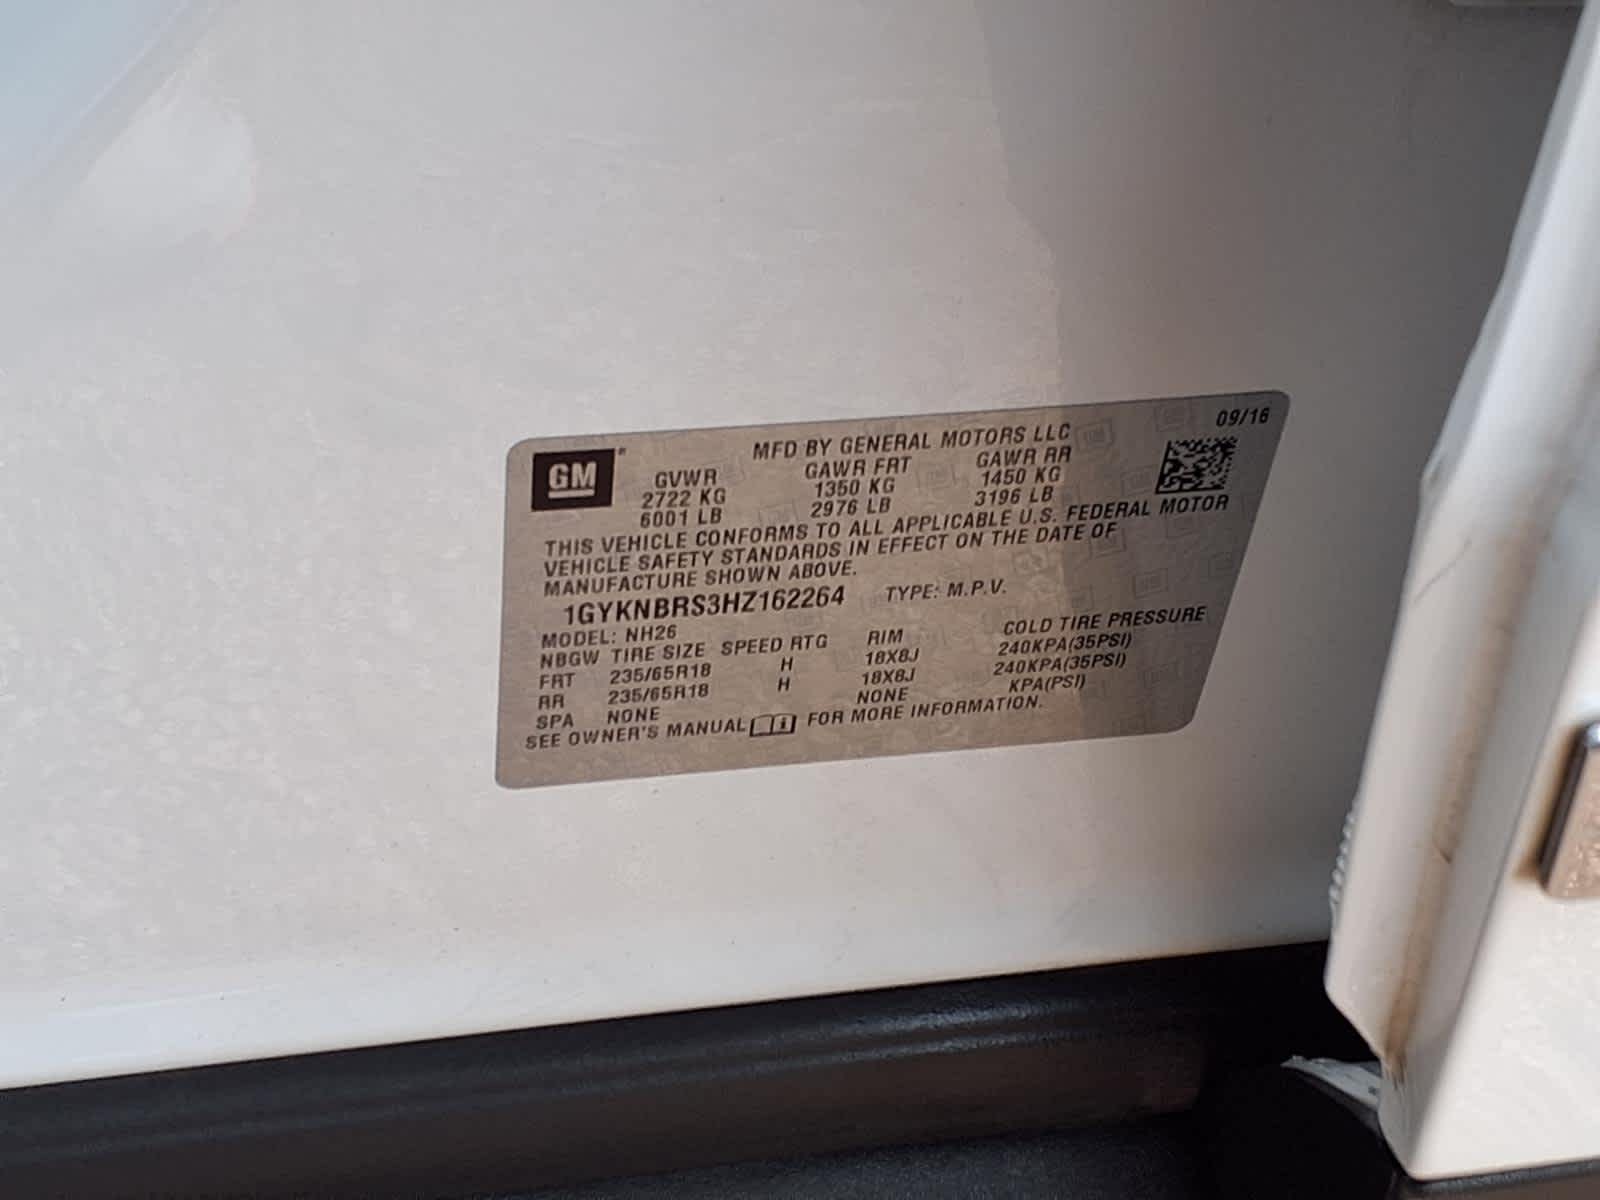 09/16
GM
MFD BY GENERAL MOTORS LLC
GVWR GAWR FRT GAWR RR
2722 KG 1350 KG 1450 KG
6001 LB 2976 LB 3196 LB
THIS VEHICLE CONFORMS TO ALL APPLICABLE U.S. FEDERAL MOTOR
VEHICLE SAFETY STANDARDS IN EFFECT ON THE DATE OF
MANUFACTURE SHOWN ABOVE.
1GYKNBRS3HZ162264 TYPE: M.P.V.
MODEL: NH26
NBGW TIRE SIZE SPEED RTG RIM COLD TIRE PRESSURE
FRT 235/65R18 H 18X8J 240KPA(35PSI)
RR 235/65R18 H 18X8J 240KPA(35PSI)
SPA NONE NONE KPA(PSI)
SEE OWNER'S MANUAL FOR MORE INFORMATION.